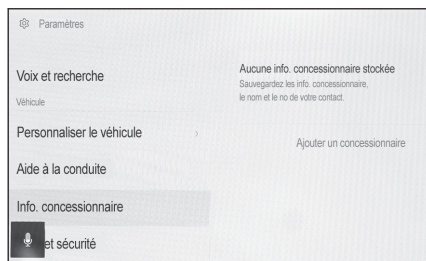 Paramètres
Voix et recherche
Véhicule
Personnaliser le véhicule
Aide à la conduite
Info. concessionnaire
et sécurité
Aucune info. concessionnaire stockée
Sauvegardez les info. concessionnaire,
le nom et le no de votre contact.
Ajouter un concessionnaire